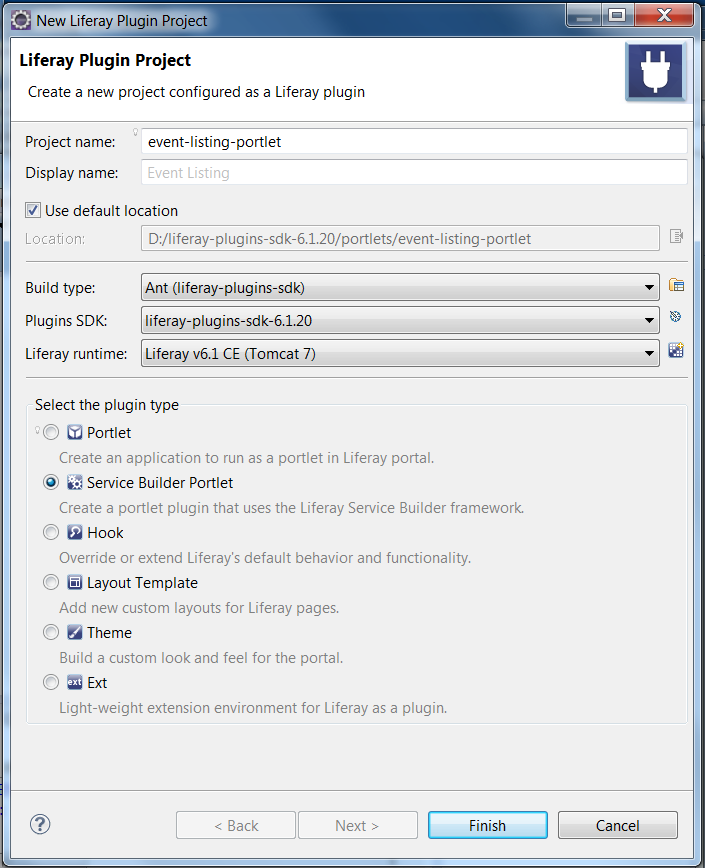 New Liferay Plugin Project
Liferay Plugin Project
Create a new project configured as a Liferay plugin
Project name: event-listing-portlet
Display name: Event Listing
Use default location
Location: D:/liferay-plugins-sdk-6.1.20/portlets/event-listing-portlet
Build type: Ant (liferay-plugins-sdk)
Plugins SDK: liferay-plugins-sdk-6.1.20
Liferay runtime: Liferay v6.1 CE (Tomcat 7)
Select the plugin type
Portlet
Create an application to run as a portlet in Liferay portal.
Service Builder Portlet
Create a portlet plugin that uses the Liferay Service Builder framework.
Hook
Override or extend Liferay's default behavior and functionality.
Layout Template
Add new custom layouts for Liferay pages.
Theme
Build a custom look and feel for the portal.
ext Ext
Light-weight extension environment for Liferay as a plugin.
? < Back Next > Finish Cancel